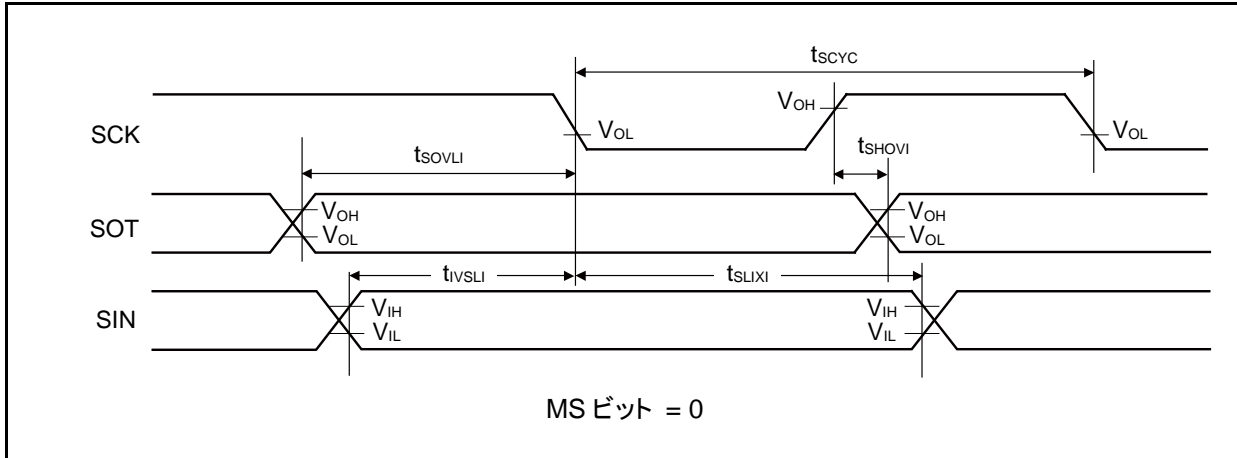 tSCYC
VOH
SCK
VOL
VOL
tSOVLI
tSHOVI
SOT
VOH
VOH
VOL
VOL
tIVSLI
tSLIXI
SIN
VIH
VIH
VIL
VIL
MS ビット = 0